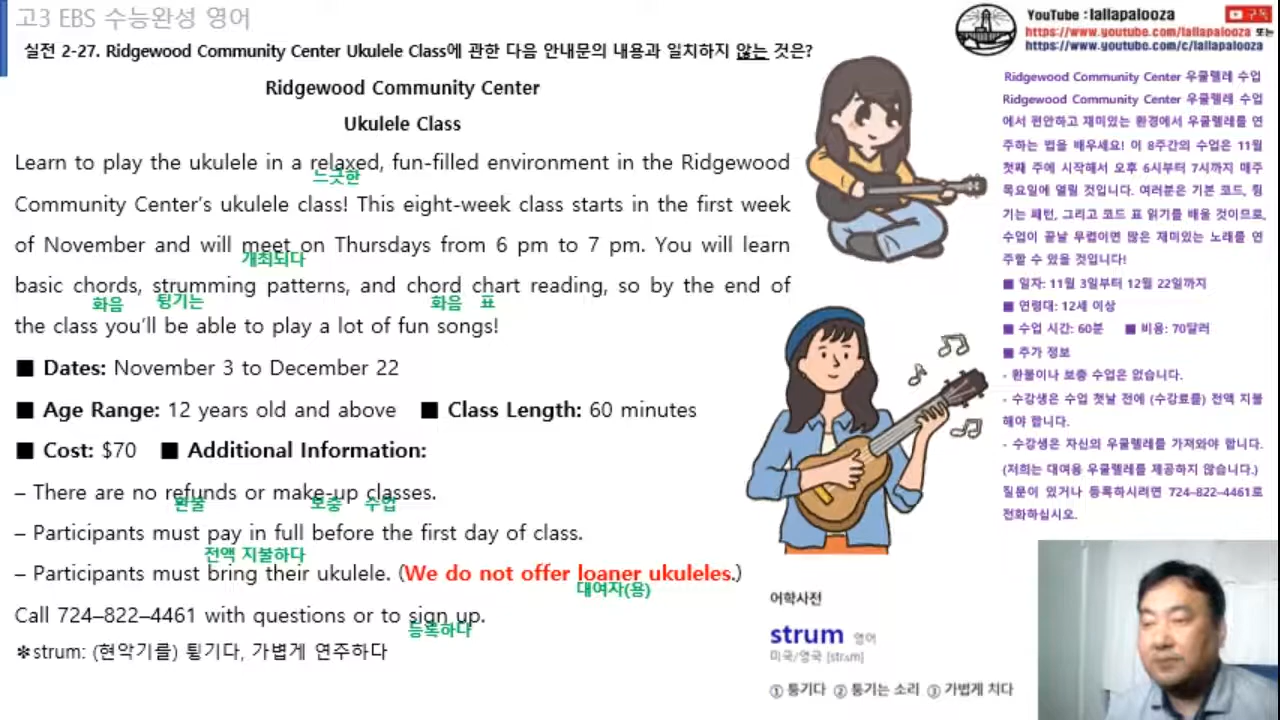 고3 EBS 수능완성 영어
실전 2-27. Ridgewood Community Center Ukulele Class에 관한 다음 안내문의 내용과 일치하지 않는 것은?
Ridgewood Community Center
Ukulele Class
Learn to play the ukulele in a relaxed, fun-filled environment in the Ridgewood
느긋한
Community Center's ukulele class! This eight-week class starts in the first week
of November and will meet on Thursdays from 6 pm to 7 pm. You will learn
개최되다
basic chords, strumming patterns, and chord chart reading, so by the end of
화음 튕기는 화음 표
the class you'll be able to play a lot of fun songs!
■ Dates: November 3 to December 22
■ Age Range: 12 years old and above ■ Class Length: 60 minutes
■ Cost: $70 ■ Additional Information:
– There are no refunds or make-up classes.
환불 보충 수업
– Participants must pay in full before the first day of class.
전액 지불하다
– Participants must bring their ukulele. (We do not offer loaner ukuleles.)
대여자(용)
Call 724–822–4461 with questions or to sign up.
등록하다
*strum: (현악기를) 튕기다, 가볍게 연주하다
YouTube : lallapalooza
구독
https://www.youtube.com/lallapalooza 또는
https://www.youtube.com/c/lallapalooza
Ridgewood Community Center 우쿨렐레 수업
Ridgewood Community Center 우쿨렐레 수업
에서 편안하고 재미있는 환경에서 우쿨렐레를 연
주하는 법을 배우세요! 이 8주간의 수업은 11월
첫째 주에 시작해서 오후 6시부터 7시까지 매주
목요일에 열릴 것입니다. 여러분은 기본 코드, 튕
기는 패턴, 그리고 코드 표 읽기를 배울 것이므로,
수업이 끝날 무렵이면 많은 재미있는 노래를 연
주할 수 있을 것입니다!
■ 일자: 11월 3일부터 12월 22일까지
■ 연령대: 12세 이상
■ 수업 시간: 60분 ■ 비용: 70달러
■ 추가 정보
- 환불이나 보충 수업은 없습니다.
- 수강생은 수업 첫날 전에 (수강료를) 전액 지불
해야 합니다.
- 수강생은 자신의 우쿨렐레를 가져와야 합니다.
(저희는 대여용 우쿨렐레를 제공하지 않습니다.)
질문이 있거나 등록하시려면 724–822–4461로
전화하십시오.
어학사전
strum 영어
미국/영국 [strʌm]
① 퉁기다 ② 퉁기는 소리 ③ 가볍게 치다